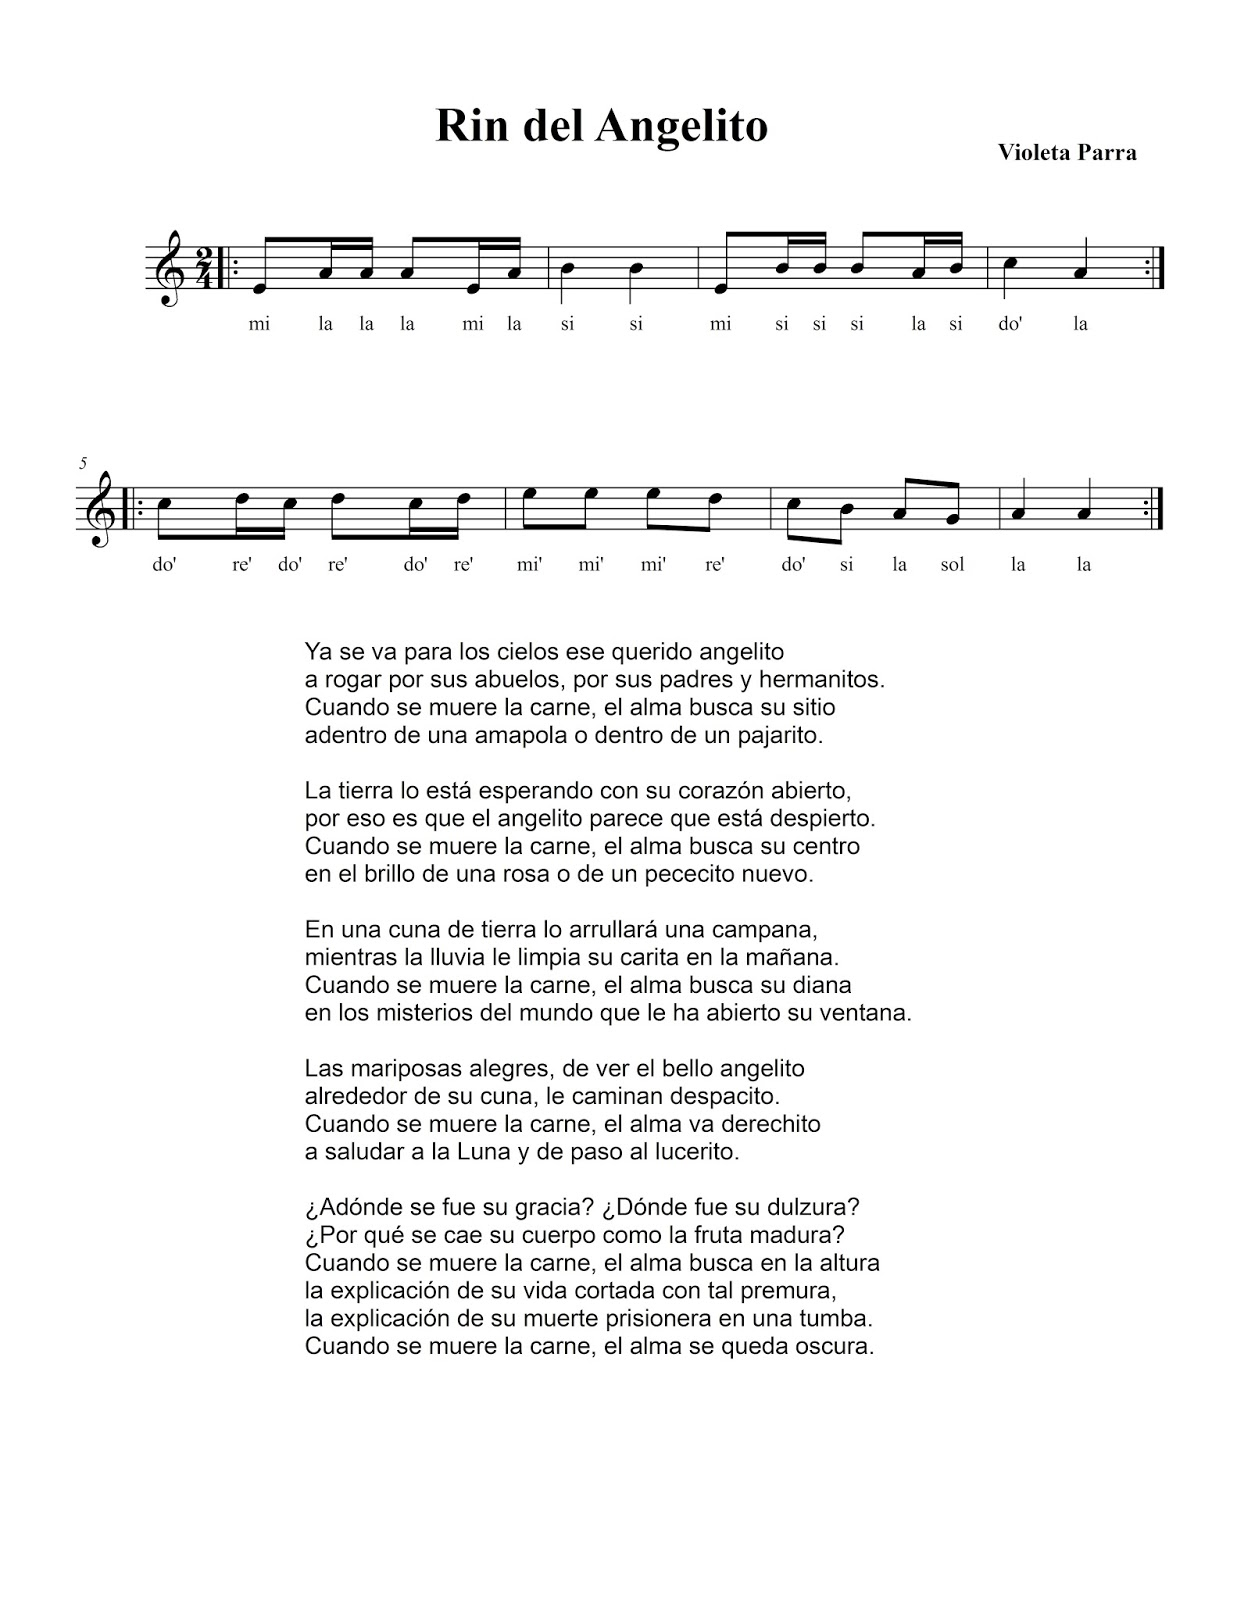 Rin del Angelito
Violeta Parra
2
4
mi la la la mi la si si mi si si si la si do' la
5
do' re' do' re' do' re' mi' mi' mi' re' do' si la sol la la
Ya se va para los cielos ese querido angelito
a rogar por sus abuelos, por sus padres y hermanitos.
Cuando se muere la carne, el alma busca su sitio
adentro de una amapola o dentro de un pajarito.
La tierra lo está esperando con su corazón abierto,
por eso es que el angelito parece que está despierto.
Cuando se muere la carne, el alma busca su centro
en el brillo de una rosa o de un pececito nuevo.
En una cuna de tierra lo arrullará una campana,
mientras la lluvia le limpia su carita en la mañana.
Cuando se muere la carne, el alma busca su diana
en los misterios del mundo que le ha abierto su ventana.
Las mariposas alegres, de ver el bello angelito
alrededor de su cuna, le caminan despacito.
Cuando se muere la carne, el alma va derechito
a saludar a la Luna y de paso al lucerito.
¿Adónde se fue su gracia? ¿Dónde fue su dulzura?
¿Por qué se cae su cuerpo como la fruta madura?
Cuando se muere la carne, el alma busca en la altura
la explicación de su vida cortada con tal premura,
la explicación de su muerte prisionera en una tumba.
Cuando se muere la carne, el alma se queda oscura.